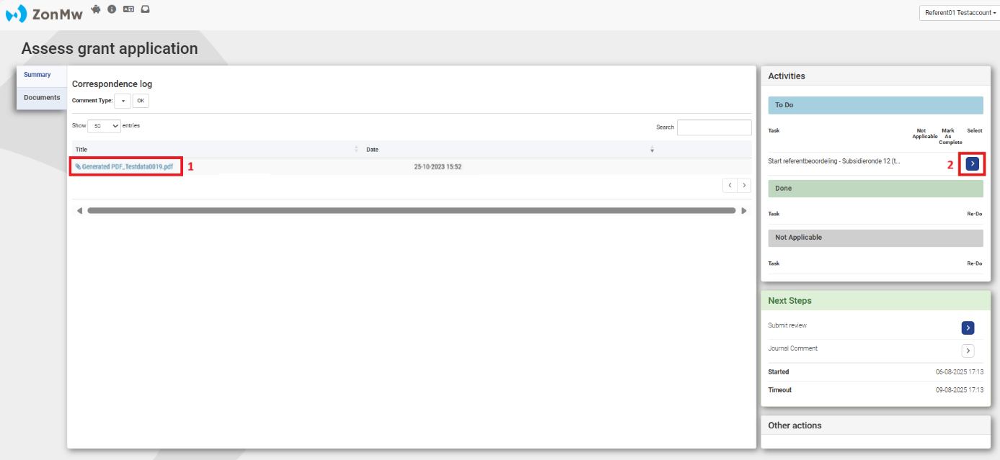 ZonMw
Referent01 Testaccount
Assess grant application
Summary
Documents
Correspondence log
Comment Type:
OK
Show 50 entries
Search
Title
Date
Generated PDF_Testdata0019.pdf
1
25-10-2023 15:52
Activities
To Do
Task
Not Applicable
Mark As Complete
Select
Start referentbeoordeling - Subsidieronde 12 (t...
2
Done
Task
Re-Do
Not Applicable
Task
Re-Do
Next Steps
Submit review
Journal Comment
Started
06-08-2025 17:13
Timeout
09-08-2025 17:13
Other actions